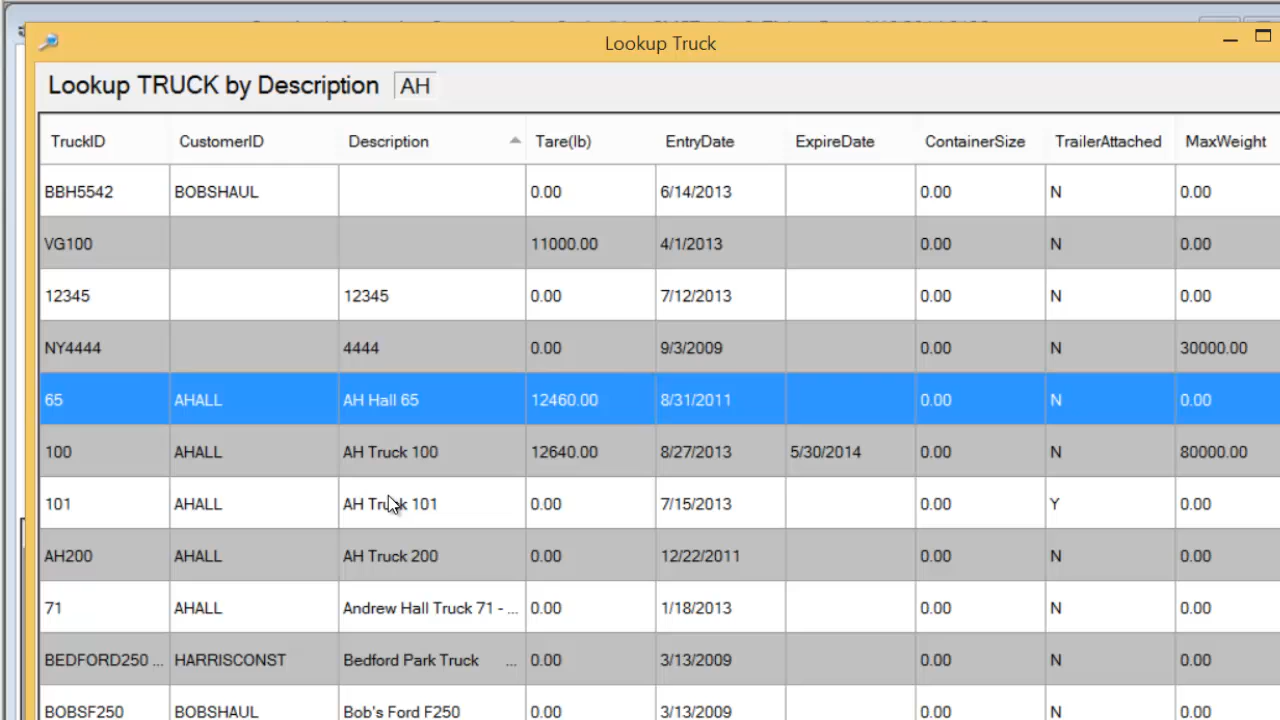 Lookup Truck
Lookup TRUCK by Description AH
TruckID CustomerID Description Tare(lb) EntryDate ExpireDate ContainerSize TrailerAttached MaxWeight
BBH5542 BOBSHAUL 0.00 6/14/2013 0.00 N 0.00
VG100 11000.00 4/1/2013 0.00 N 0.00
12345 12345 0.00 7/12/2013 0.00 N 0.00
NY4444 4444 0.00 9/3/2009 0.00 N 30000.00
65 AHALL AH Hall 65 12460.00 8/31/2011 0.00 N 0.00
100 AHALL AH Truck 100 12640.00 8/27/2013 5/30/2014 0.00 N 80000.00
101 AHALL AH Truck 101 0.00 7/15/2013 0.00 Y 0.00
AH200 AHALL AH Truck 200 0.00 12/22/2011 0.00 N 0.00
71 AHALL Andrew Hall Truck 71 - ... 0.00 1/18/2013 0.00 N 0.00
BEDFORD250 ... HARRISCONST Bedford Park Truck ... 0.00 3/13/2009 0.00 N 0.00
BOBSF250 BOBSHAUL Bob's Ford F250 0.00 3/13/2009 0.00 N 0.00